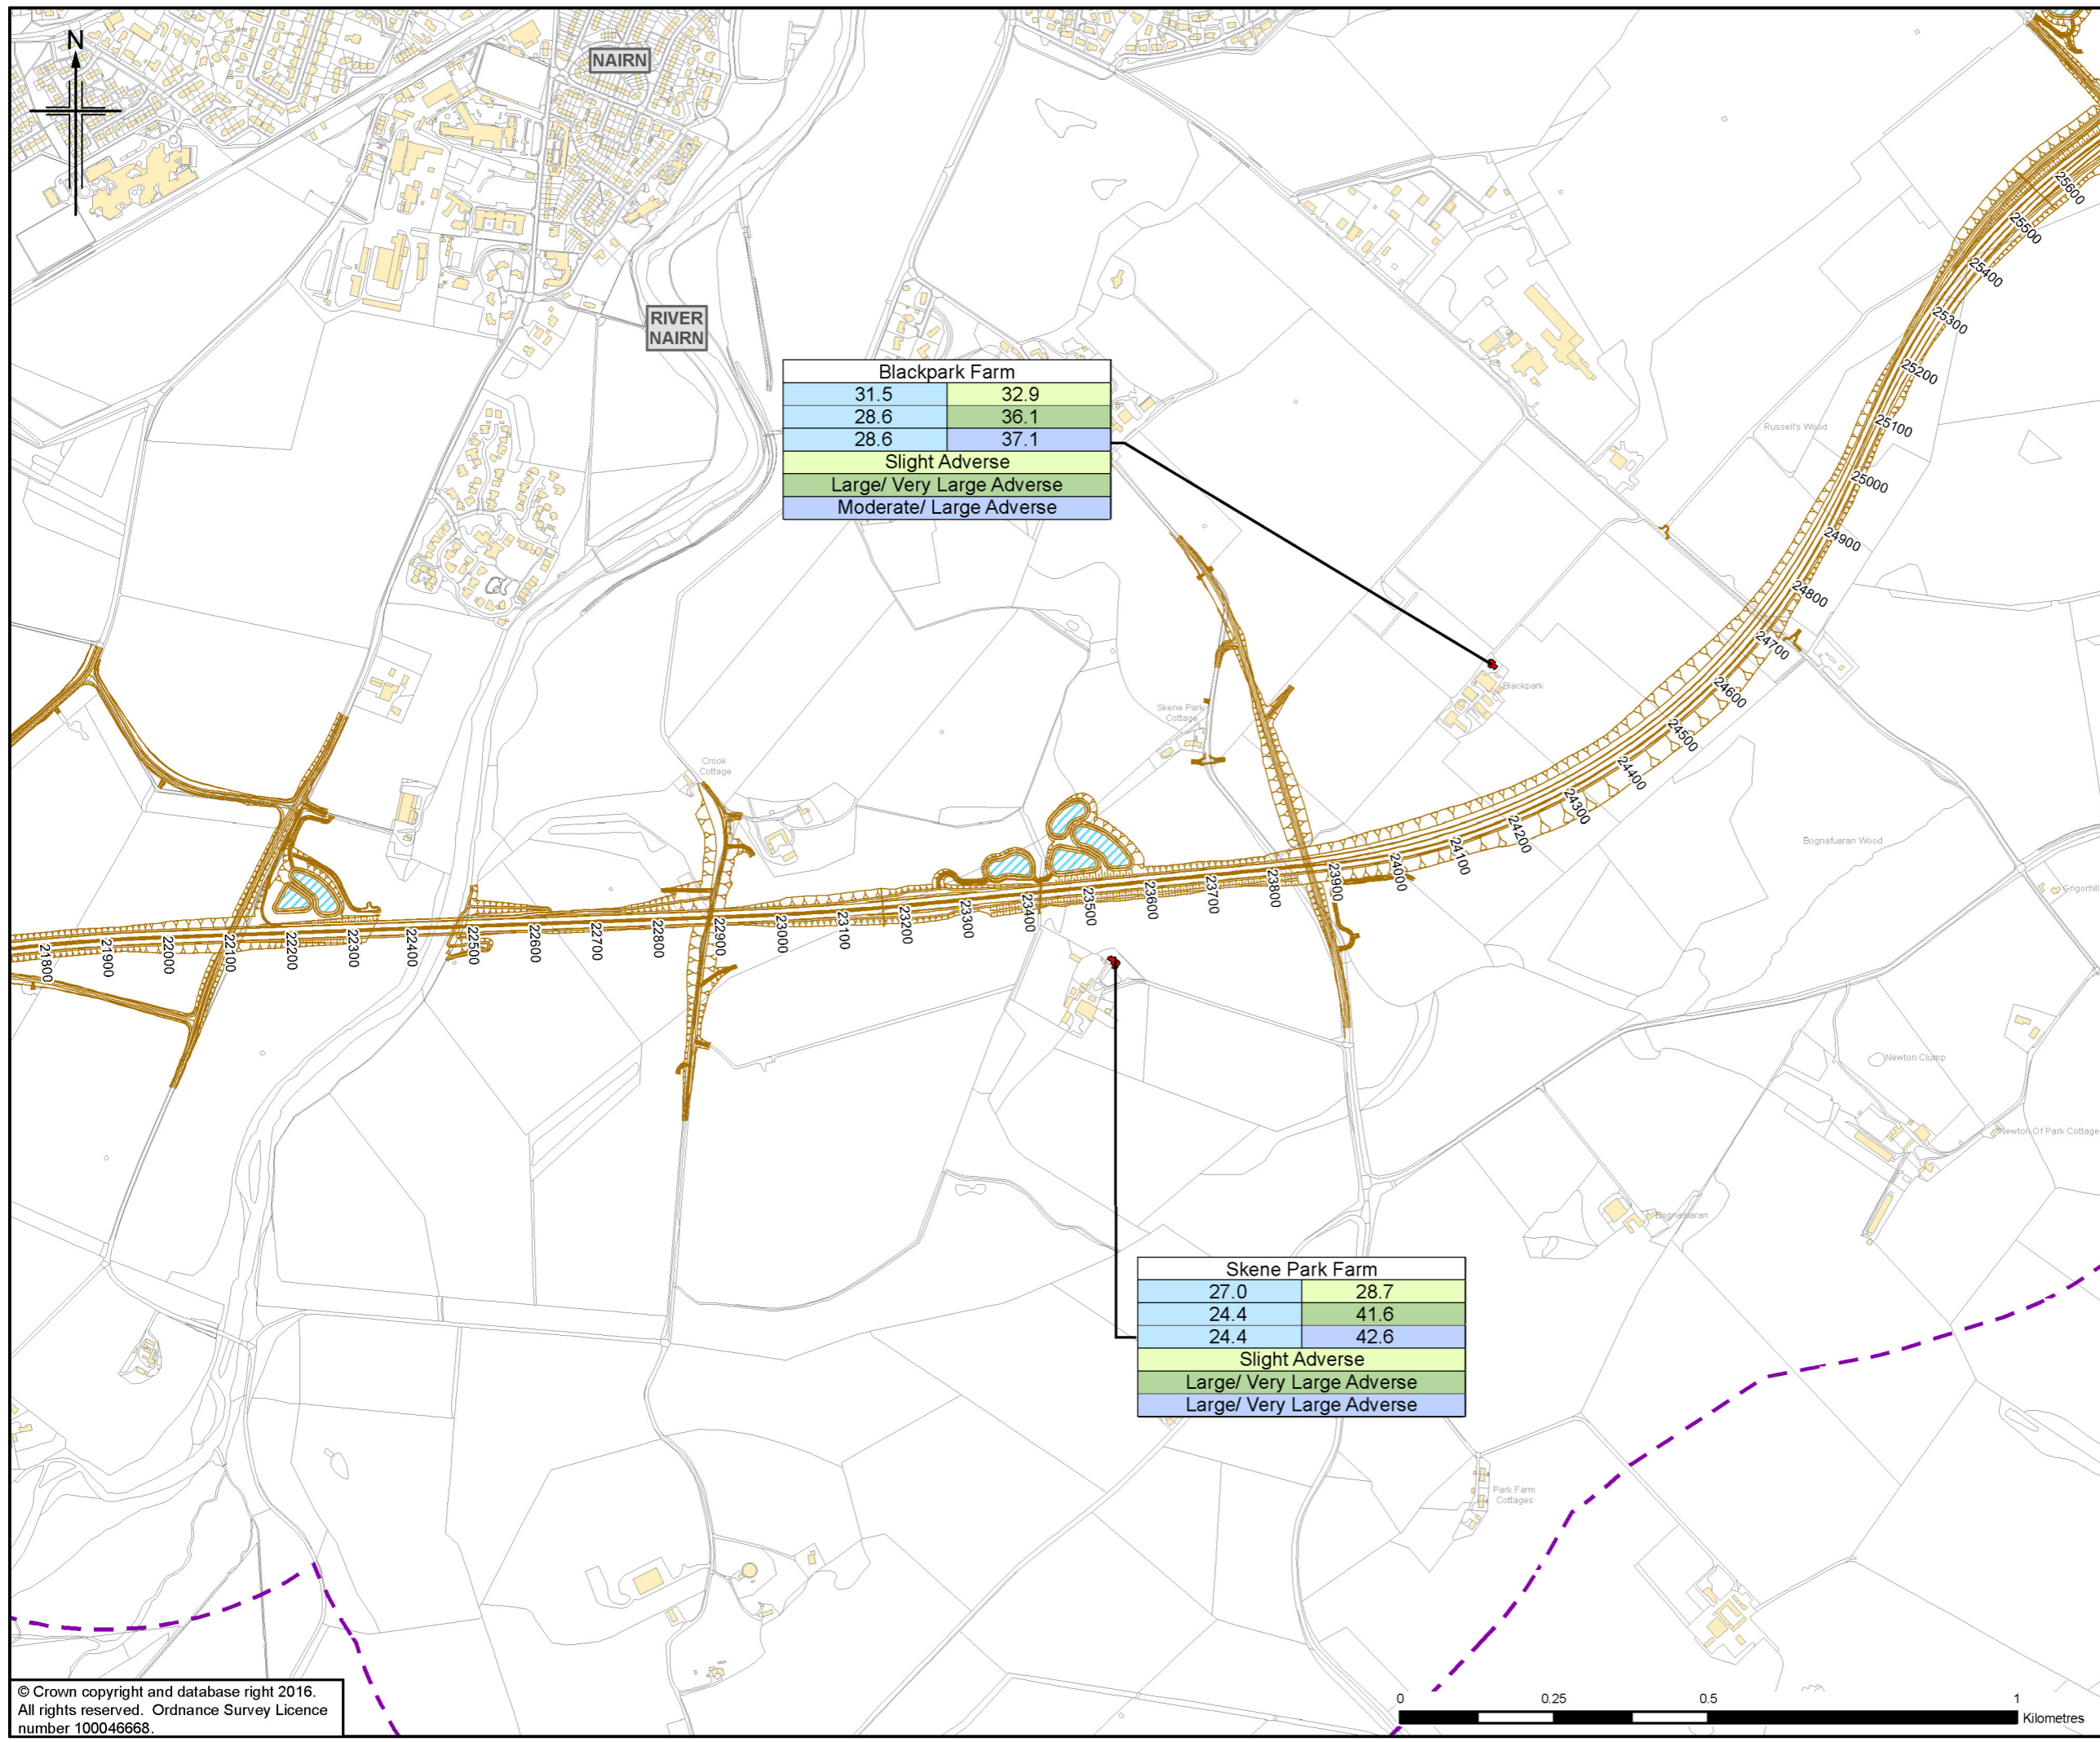 N
NAIRN
RIVER
NAIRN
Blackpark Farm
31.5 32.9
28.6 36.1
28.6 37.1
Slight Adverse
Large/ Very Large Adverse
Moderate/ Large Adverse
Russell's Wood
25600
25500
25400
25300
25200
25100
25000
24900
24800
24700
24600
24500
24400
24300
24200
24100
24000
23900
23800
23700
23600
23500
23400
23300
23200
23100
23000
22900
22800
22700
22600
22500
22400
22300
22200
22100
22000
21900
21800
Blackpark
Skene Park
Cottage
Crook
Cottage
Bognafuaran Wood
Grigorhill
Newton Clump
Newton Of Park Cottage
Bognafuaran
Skene Park Farm
27.0 28.7
24.4 41.6
24.4 42.6
Slight Adverse
Large/ Very Large Adverse
Large/ Very Large Adverse
Park Farm
Cottages
© Crown copyright and database right 2016.
All rights reserved. Ordnance Survey Licence
number 100046668.
0 0.25 0.5 1
Kilometres